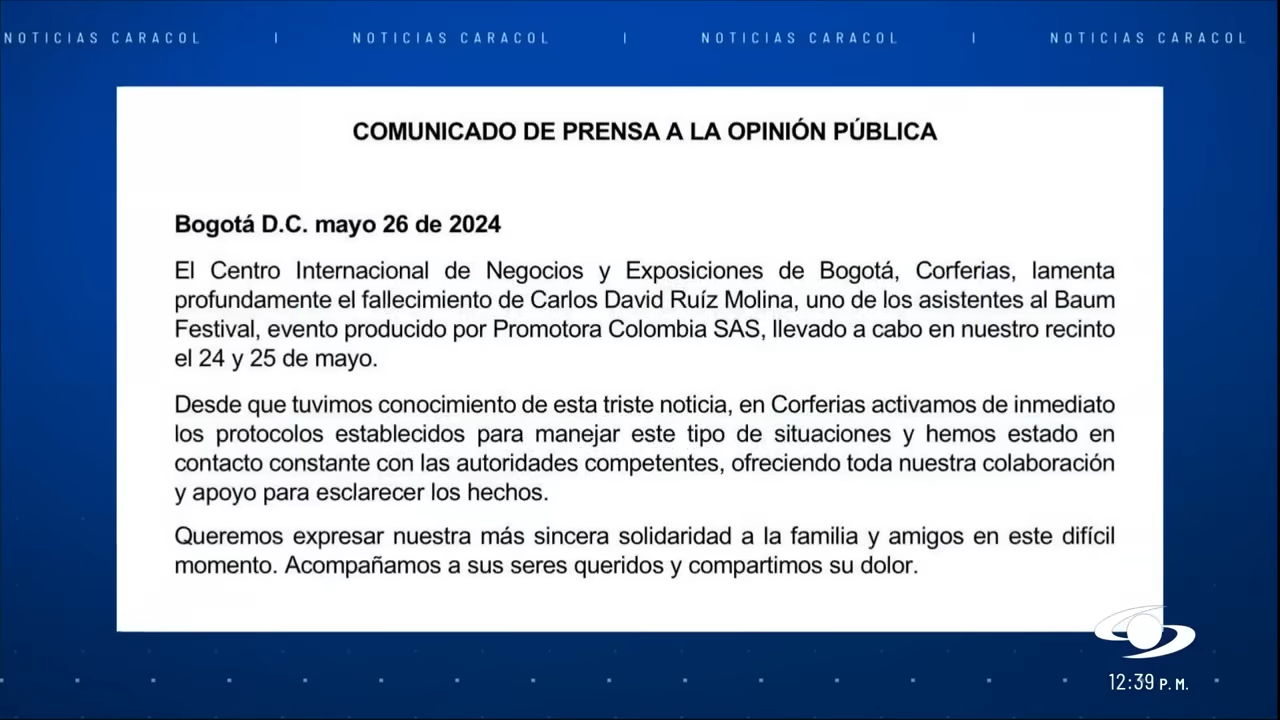 NOTICIAS CARACOL | NOTICIAS CARACOL | NOTICIAS CARACOL | NOTICIAS CARACOL
COMUNICADO DE PRENSA A LA OPINIÓN PÚBLICA
Bogotá D.C. mayo 26 de 2024
El Centro Internacional de Negocios y Exposiciones de Bogotá, Corferias, lamenta
profundamente el fallecimiento de Carlos David Ruíz Molina, uno de los asistentes al Baum
Festival, evento producido por Promotora Colombia SAS, llevado a cabo en nuestro recinto
el 24 y 25 de mayo.
Desde que tuvimos conocimiento de esta triste noticia, en Corferias activamos de inmediato
los protocolos establecidos para manejar este tipo de situaciones y hemos estado en
contacto constante con las autoridades competentes, ofreciendo toda nuestra colaboración
y apoyo para esclarecer los hechos.
Queremos expresar nuestra más sincera solidaridad a la familia y amigos en este difícil
momento. Acompañamos a sus seres queridos y compartimos su dolor.
12:39 P. M.